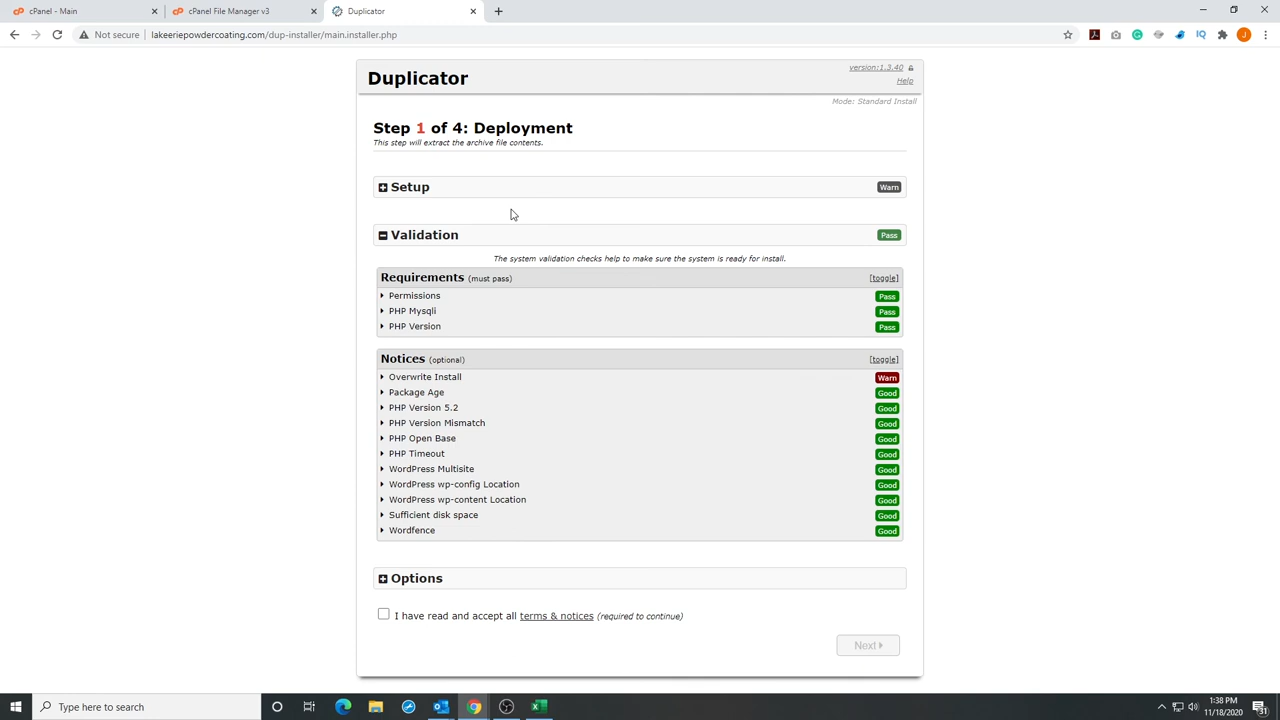 cPanel - Main
cPanel File Manager v3
Duplicator
Not secure
lakeeriepowdercoating.com/dup-installer/main.installer.php
Duplicator
version:1.3.40
Help
Mode: Standard Install
Step 1 of 4: Deployment
This step will extract the archive file contents.
Setup
Warn
Validation
Pass
The system validation checks help to make sure the system is ready for install.
Requirements (must pass)
[toggle]
Permissions
Pass
PHP Mysqli
Pass
PHP Version
Pass
Notices (optional)
[toggle]
Overwrite Install
Warn
Package Age
Good
PHP Version 5.2
Good
PHP Version Mismatch
Good
PHP Open Base
Good
PHP Timeout
Good
WordPress Multisite
Good
WordPress wp-config Location
Good
WordPress wp-content Location
Good
Sufficient disk space
Good
Wordfence
Good
Options
I have read and accept all terms & notices (required to continue)
Next
Type here to search
1:38 PM
11/18/2020